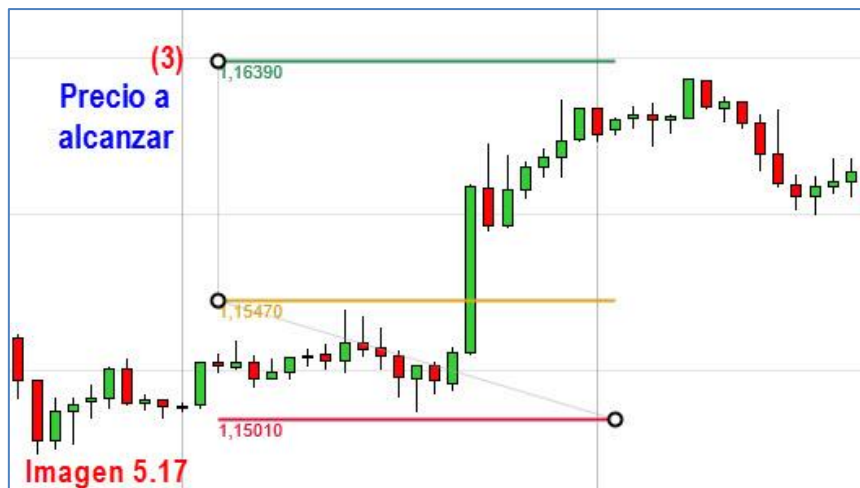 (3)
1,16390
Precio a
alcanzar
1,15470
1,15010
Imagen 5.17